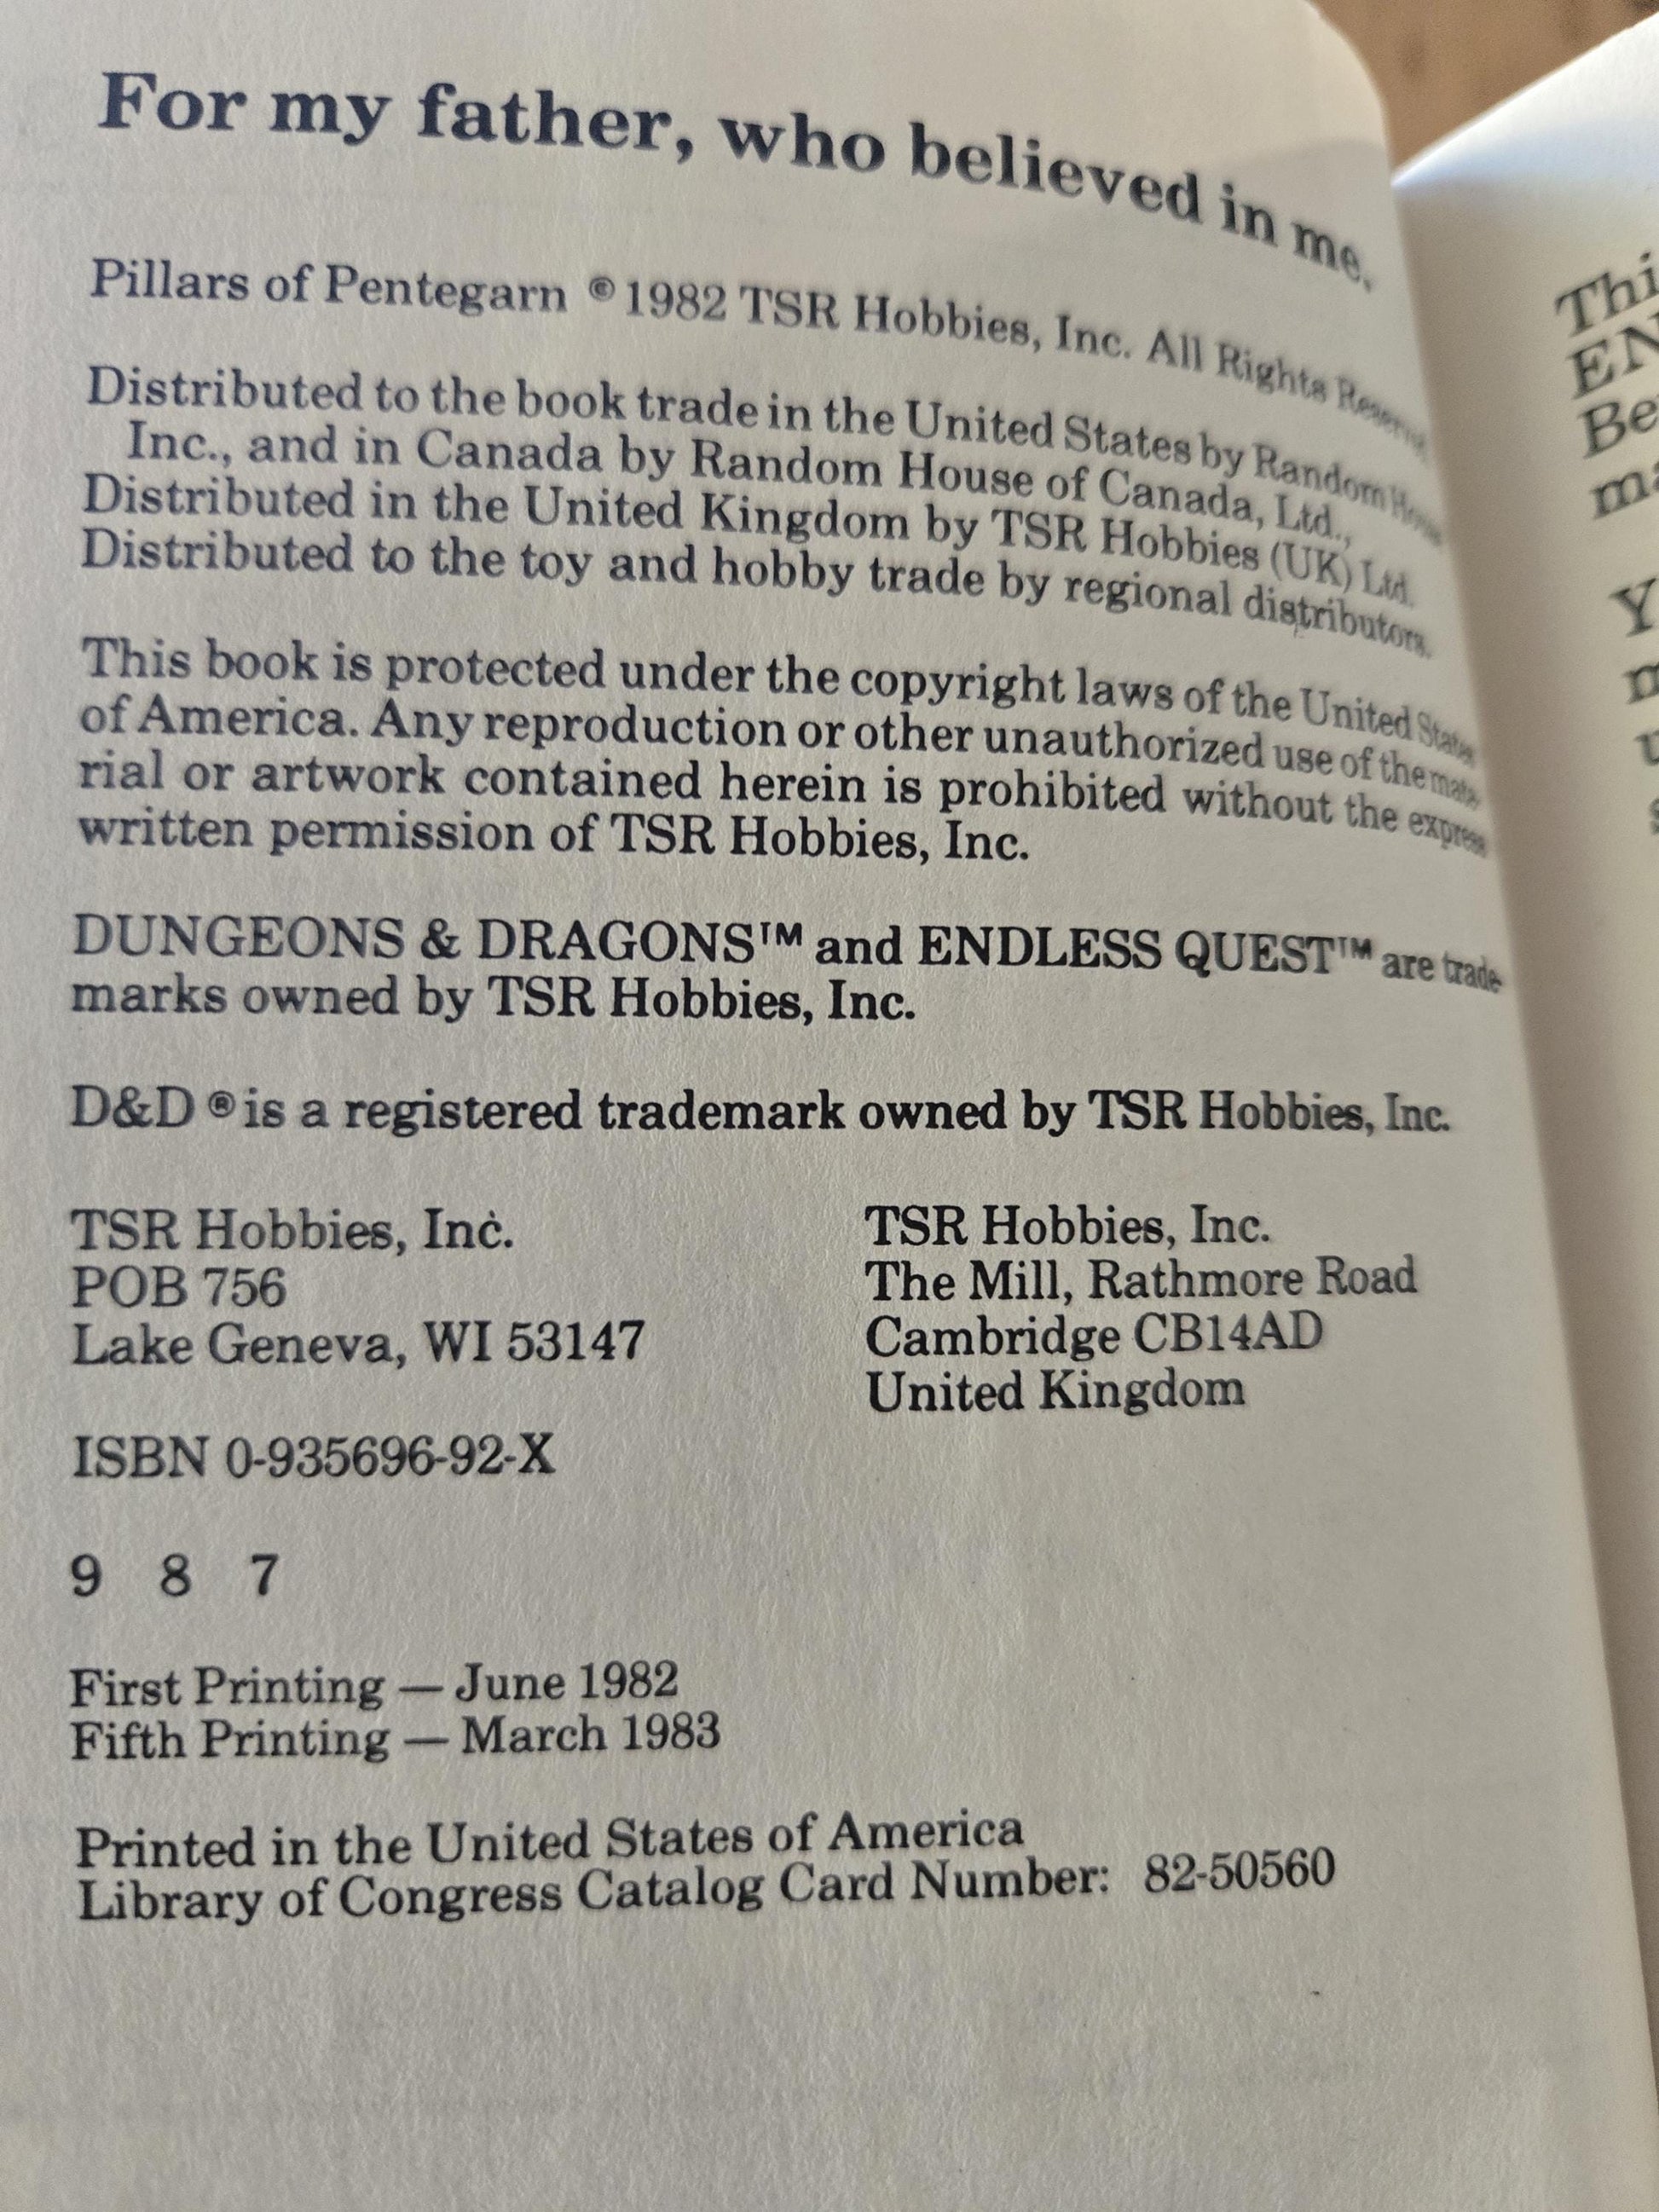 For my father, who believed in me.
Pillars of Pentegarn © 1982 TSR Hobbies, Inc. All Rights Reserved.
Distributed to the book trade in the United States by Random House
Inc., and in Canada by Random House of Canada, Ltd.,
Distributed in the United Kingdom by TSR Hobbies (UK) Ltd.
Distributed to the toy and hobby trade by regional distributors.
This book is protected under the copyright laws of the United States
of America. Any reproduction or other unauthorized use of the mate-
rial or artwork contained herein is prohibited without the express
written permission of TSR Hobbies, Inc.
DUNGEONS & DRAGONS™ and ENDLESS QUEST™ are trade-
marks owned by TSR Hobbies, Inc.
D&D ® is a registered trademark owned by TSR Hobbies, Inc.
TSR Hobbies, Inc.
POB 756
Lake Geneva, WI 53147
TSR Hobbies, Inc.
The Mill, Rathmore Road
Cambridge CB14AD
United Kingdom
ISBN 0-935696-92-X
9 8 7
First Printing — June 1982
Fifth Printing — March 1983
Printed in the United States of America
Library of Congress Catalog Card Number: 82-50560